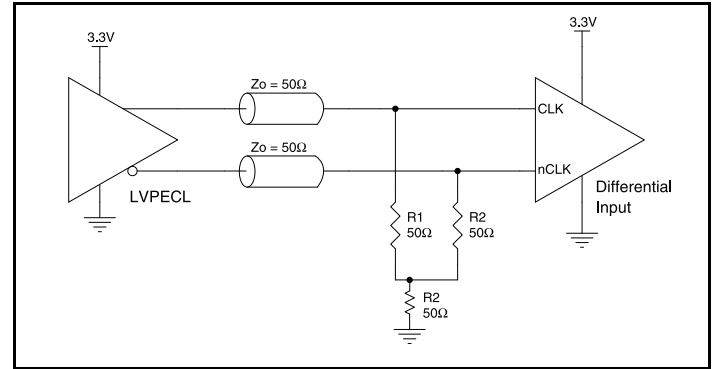 3.3V
3.3V
Zo = 50Ω
CLK
Zo = 50Ω
nCLK
LVPECL
Differential
Input
R1
50Ω
R2
50Ω
R2
50Ω